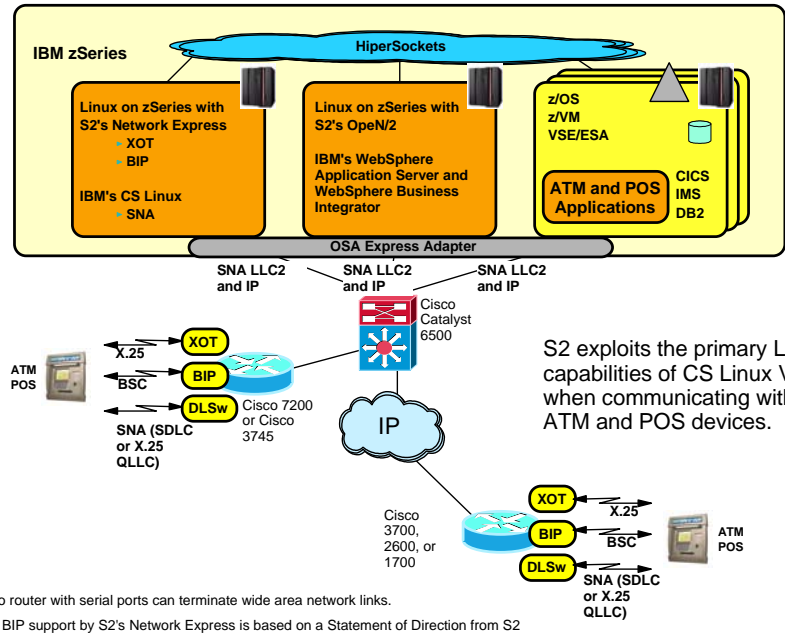 HiperSockets
IBM zSeries
Linux on zSeries with
S2's Network Express
XOT
BIP
IBM's CS Linux
SNA
Linux on zSeries with
S2's OpeN/2
IBM's WebSphere
Application Server and
WebSphere Business
Integrator
z/OS
z/VM
VSE/ESA
ATM and POS
Applications
CICS
IMS
DB2
OSA Express Adapter
SNA LLC2
and IP
SNA LLC2
and IP
SNA LLC2
and IP
Cisco
Catalyst
6500
ATM
POS
X.25
XOT
BSC
BIP
DLSw
SNA (SDLC
or X.25
QLLC)
Cisco 7200
or Cisco
3745
S2 exploits the primary L
capabilities of CS Linux V
when communicating with
ATM and POS devices.
IP
Cisco
3700,
2600, or
1700
XOT
X.25
BIP
BSC
DLSw
SNA (SDLC
or X.25
QLLC)
ATM
POS
o router with serial ports can terminate wide area network links.
BIP support by S2's Network Express is based on a Statement of Direction from S2